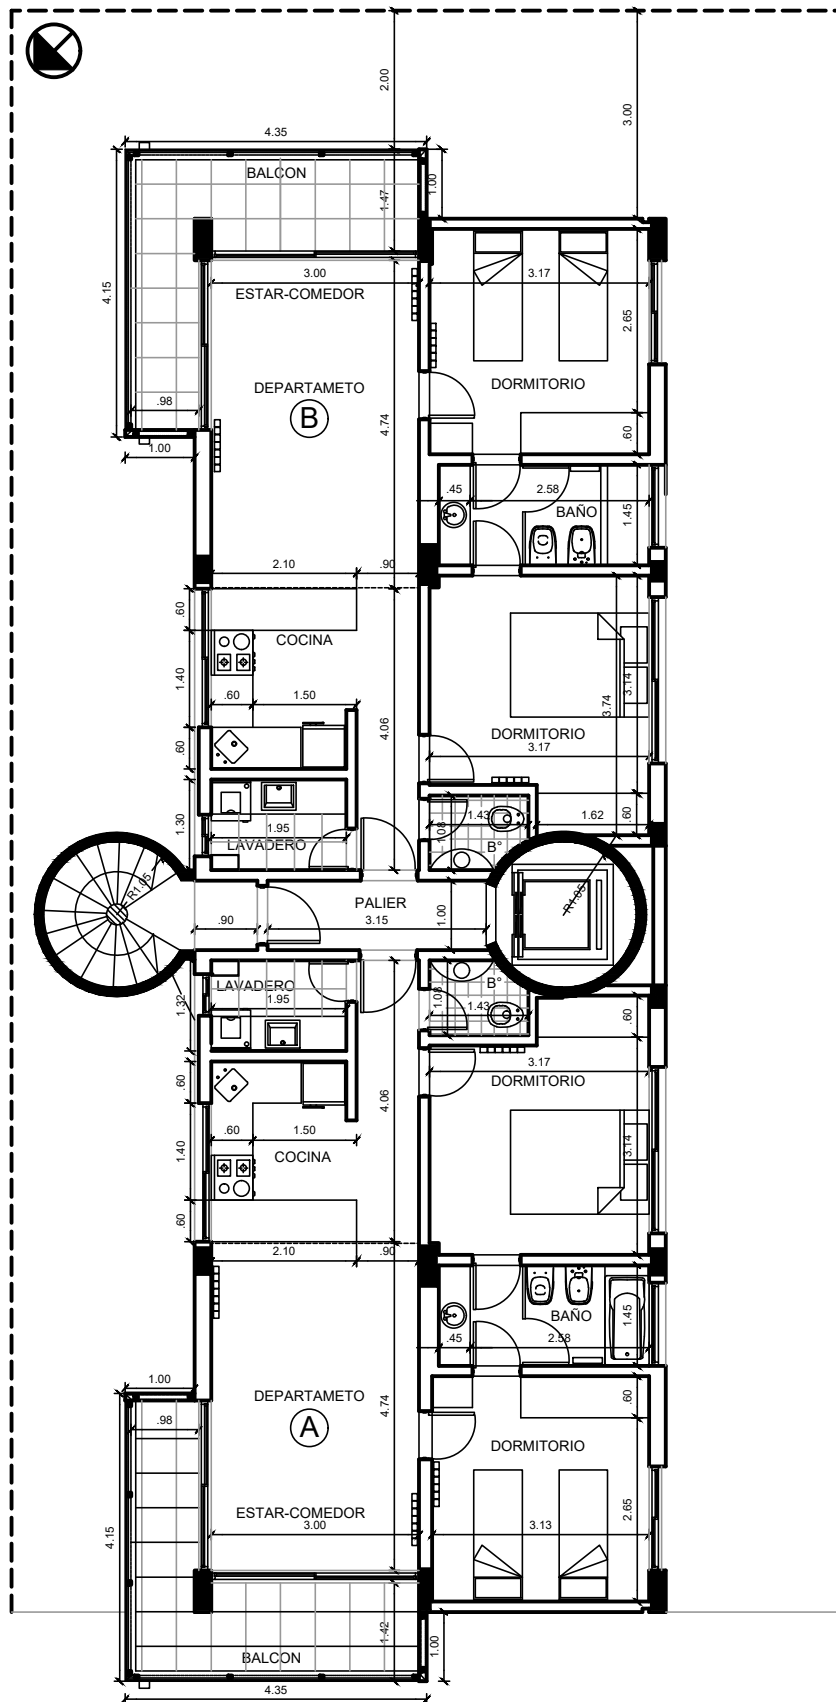 2.00
3.00
4.35
BALCON
1.00
1.47
4.15
3.00
3.17
ESTAR-COMEDOR
2.65
DEPARTAMETO
DORMITORIO
B
.98
4.74
.60
1.00
.45
2.58
BAÑO
1.45
2.10
.90
.60
COCINA
1.40
.60
1.50
3.14
3.74
DORMITORIO
3.17
4.06
.60
1.30
1.95
LAVADERO
1.43
1.08
B°
1.62
.60
R1.05
R1.05
PALIER
.90
3.15
1.00
LAVADERO
1.95
1.32
B°
1.43
1.08
.60
3.17
DORMITORIO
.60
4.06
.60
1.50
COCINA
1.40
3.14
.60
2.10
.90
BAÑO
1.45
.45
2.58
1.00
.98
DEPARTAMETO
A
4.74
.60
DORMITORIO
ESTAR-COMEDOR
3.00
3.13
2.65
4.15
1.42
1.00
BALCON
4.35